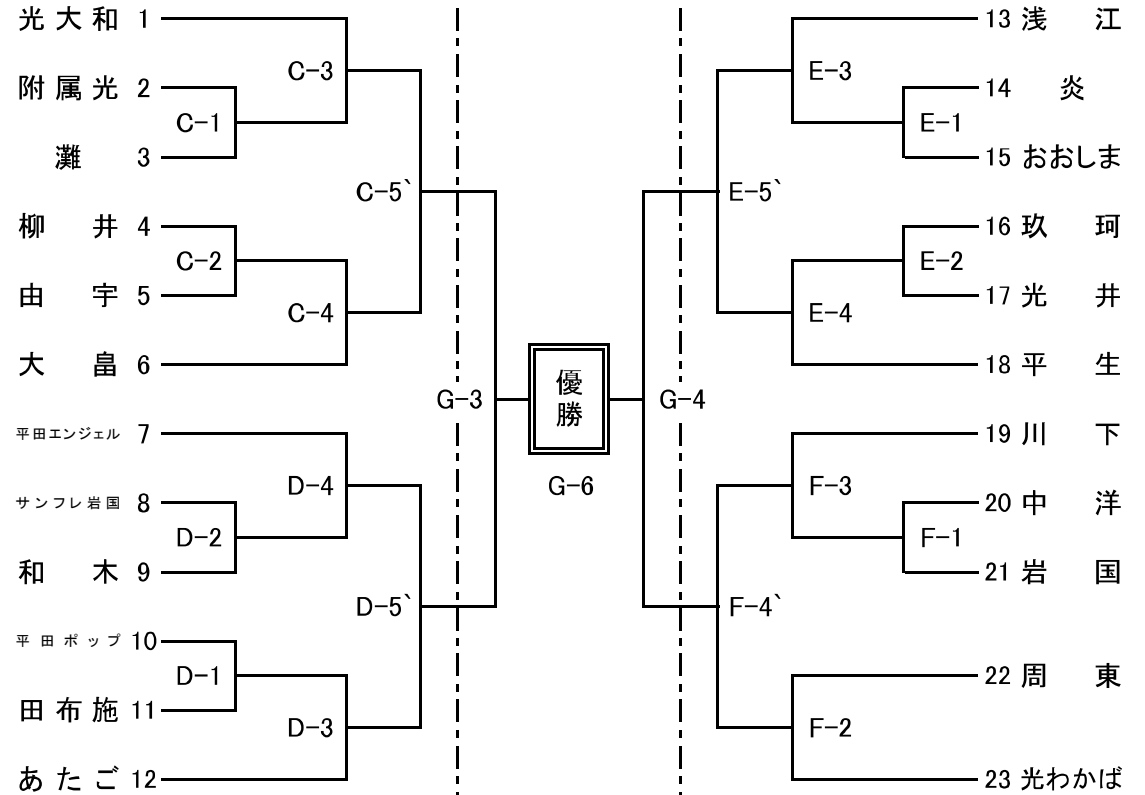 光大和 1
C-3
附属光 2
C-1
灘 3
C-5`
柳井 4
C-2
由宇 5
C-4
大畠 6
G-3
平田エンジェル 7
D-4
サンフレ岩国 8
D-2
和木 9
D-5`
平田ポップ 10
D-1
田布施 11
D-3
あたご 12
優勝
G-6
13 浅江
E-3
14 炎
E-1
15 おおしま
E-5`
16 玖珂
E-2
17 光井
E-4
18 平生
G-4
19 川下
F-3
20 中洋
F-1
21 岩国
F-4`
22 周東
F-2
23 光わかば